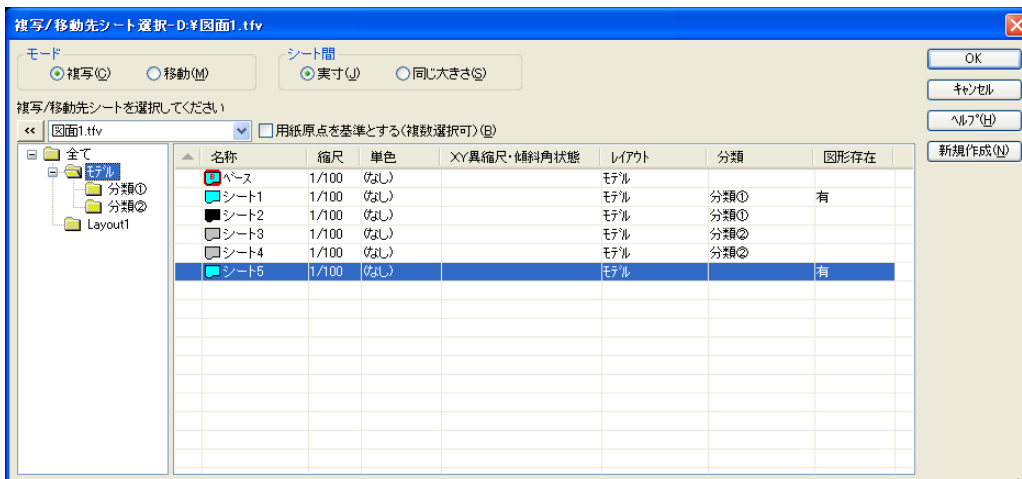 複写/移動先シート選択-D:¥図面1.tfv
モード
複写(C) 移動(M)
シート間
実寸(J) 同じ大きさ(S)
OK
キャンセル
ヘルプ(H)
新規作成(N)
複写/移動先シートを選択してください
<< 図面1.tfv 用紙原点を基準とする(複数選択可)(B)
全て
モデル
分類①
分類②
Layout1
名称 縮尺 単色 XY異縮尺・傾斜角状態 レイアウト 分類 図形存在
ベース 1/100 (なし) モデル
シート1 1/100 (なし) モデル 分類① 有
シート2 1/100 (なし) モデル 分類①
シート3 1/100 (なし) モデル 分類②
シート4 1/100 (なし) モデル 分類②
シート5 1/100 (なし) モデル 有